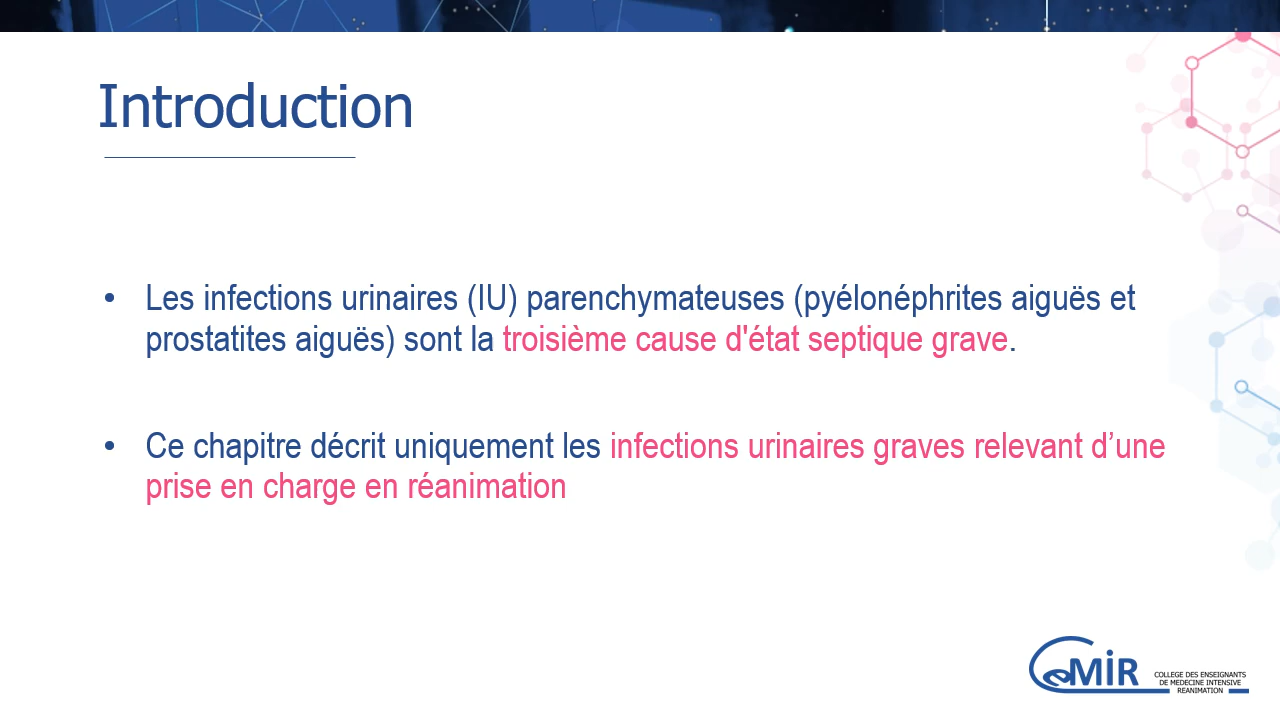 Introduction
• Les infections urinaires (IU) parenchymateuses (pyélonéphrites aiguës et
prostatites aiguës) sont la troisième cause d'état septique grave.
• Ce chapitre décrit uniquement les infections urinaires graves relevant d’une
prise en charge en réanimation
CeMIR
COLLEGE DES ENSEIGNANTS
DE MEDECINE INTENSIVE
REANIMATION